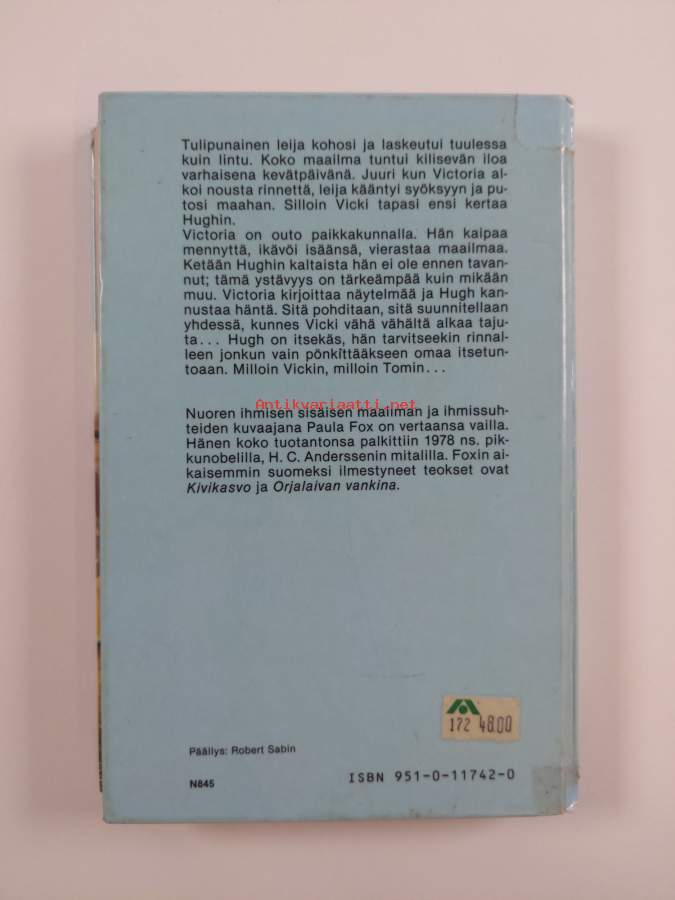 Tulipunainen leija kohosi ja laskeutui tuulessa
kuin lintu. Koko maailma tuntui kilisevän iloa
varhaisena kevätpäivänä. Juuri kun Victoria al-
koi nousta rinnettä, leija kääntyi syöksyyn ja pu-
tosi maahan. Silloin Vicki tapasi ensi kertaa
Hughin.
Victoria on outo paikkakunnalla. Hän kaipaa
mennyttä, ikävöi isäänsä, vierastaa maailmaa.
Ketään Hughin kaltaista hän ei ole ennen tavan-
nut; tämä ystävyys on tärkeämpää kuin mikään
muu. Victoria kirjoittaa näytelmää ja Hugh kan-
nustaa häntä. Sitä pohditaan, sitä suunnitellaan
yhdessä, kunnes Vicki vähä vähältä alkaa taju-
ta... Hugh on itsekäs, hän tarvitseekin rinnal-
leen jonkun vain pönkittääkseen omaa itsetun-
toaan. Milloin Vickin, milloin Tomin...
Antikvariaatti.net
Nuoren ihmisen sisäisen maailman ja ihmissuh-
teiden kuvaajana Paula Fox on vertaansa vailla.
Hänen koko tuotantonsa palkittiin 1978 ns. pik-
kunobelilla, H. C. Anderssenin mitalilla. Foxin ai-
kaisemmin suomeksi ilmestyneet teokset ovat
Kivikasvo ja Orjalaivan vankina.
172 48.00
Päällys: Robert Sabin
N845
ISBN 951-0-11742-0